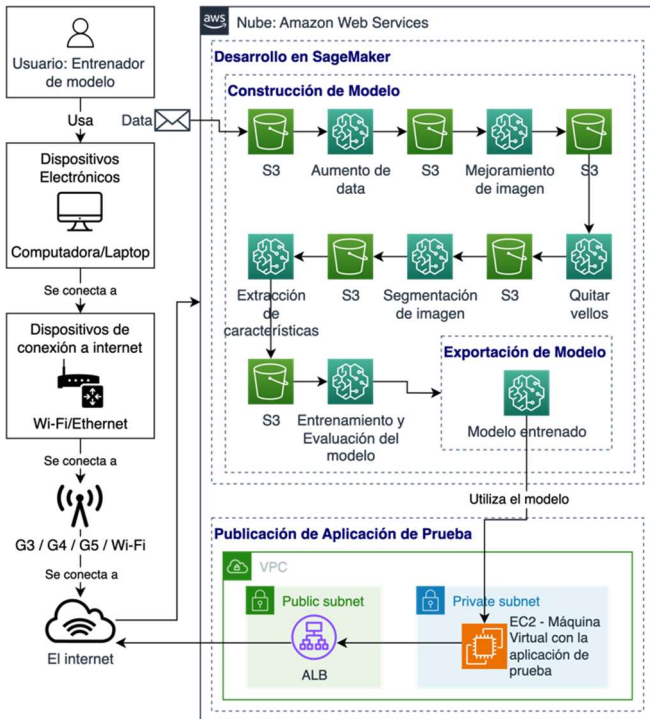 aws
Nube: Amazon Web Services
Usuario: Entrenador
de modelo
Usa
Data
Dispositivos
Electrónicos
Computadora/Laptop
Se conecta a
Dispositivos de
conexión a internet
Wi-Fi/Ethernet
Se conecta a
G3 / G4 / G5 / Wi-Fi
Se conecta a
El internet
Desarrollo en SageMaker
Construcción de Modelo
S3
Aumento de
data
S3
Mejoramiento
de imagen
S3
Quitar
vellos
S3
Segmentación
de imagen
S3
Extracción
de
características
S3
Entrenamiento y
Evaluación del
modelo
Exportación de Modelo
Modelo entrenado
Utiliza el modelo
Publicación de Aplicación de Prueba
VPC
Public subnet
ALB
Private subnet
EC2 - Máquina
Virtual con la
aplicación de
prueba